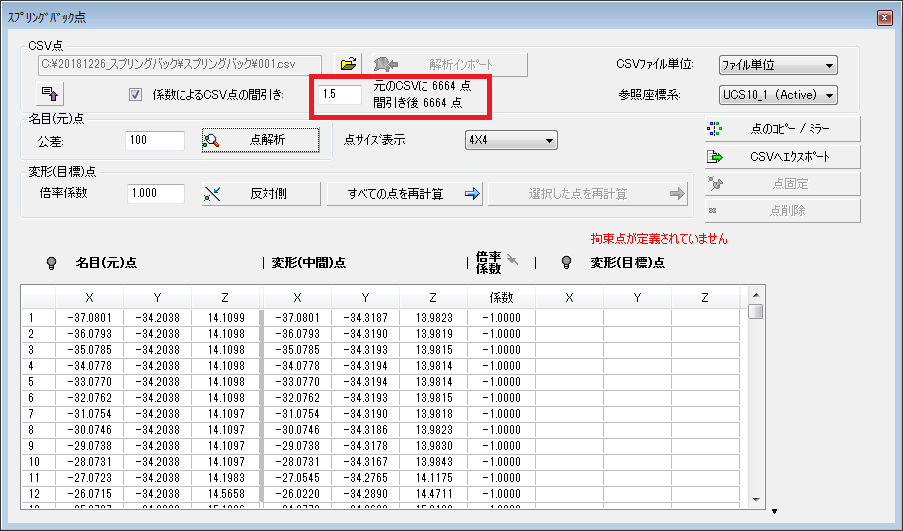 ｽﾌﾟﾘﾝｸﾞﾊﾞｯｸ点
CSV点
C:¥20181226_スプリングバック¥スプリングバック¥001.csv
解析インポート
CSVファイル単位:
ファイル単位
係数によるCSV点の間引き:
1.5
元のCSVに 6664 点
間引き後 6664 点
参照座標系:
UCS10_1 (Active)
名目(元)点
公差:
100
点解析
点サイズ表示
4X4
点のコピー / ミラー
CSVへエクスポート
変形(目標)点
倍率係数
1.000
反対側
すべての点を再計算
選択した点を再計算
点固定
点削除
拘束点が定義されていません
名目(元)点
変形(中間)点
倍率
係数
変形(目標)点
X Y Z X Y Z 係数 X Y Z
1 -37.0801 -34.2038 14.1099 -37.0801 -34.3187 13.9823 -1.0000
2 -36.0793 -34.2038 14.1098 -36.0793 -34.3190 13.9819 -1.0000
3 -35.0785 -34.2038 14.1098 -35.0785 -34.3193 13.9815 -1.0000
4 -34.0778 -34.2038 14.1098 -34.0778 -34.3194 13.9814 -1.0000
5 -33.0770 -34.2038 14.1098 -33.0770 -34.3194 13.9814 -1.0000
6 -32.0762 -34.2038 14.1098 -32.0762 -34.3193 13.9815 -1.0000
7 -31.0754 -34.2038 14.1097 -31.0754 -34.3190 13.9818 -1.0000
8 -30.0746 -34.2038 14.1097 -30.0746 -34.3186 13.9823 -1.0000
9 -29.0738 -34.2038 14.1097 -29.0738 -34.3178 13.9830 -1.0000
10 -28.0731 -34.2038 14.1097 -28.0731 -34.3167 13.9843 -1.0000
11 -27.0723 -34.2038 14.1983 -27.0545 -34.2765 14.1175 -1.0000
12 -26.0715 -34.2038 14.5658 -26.0220 -34.2890 14.4711 -1.0000